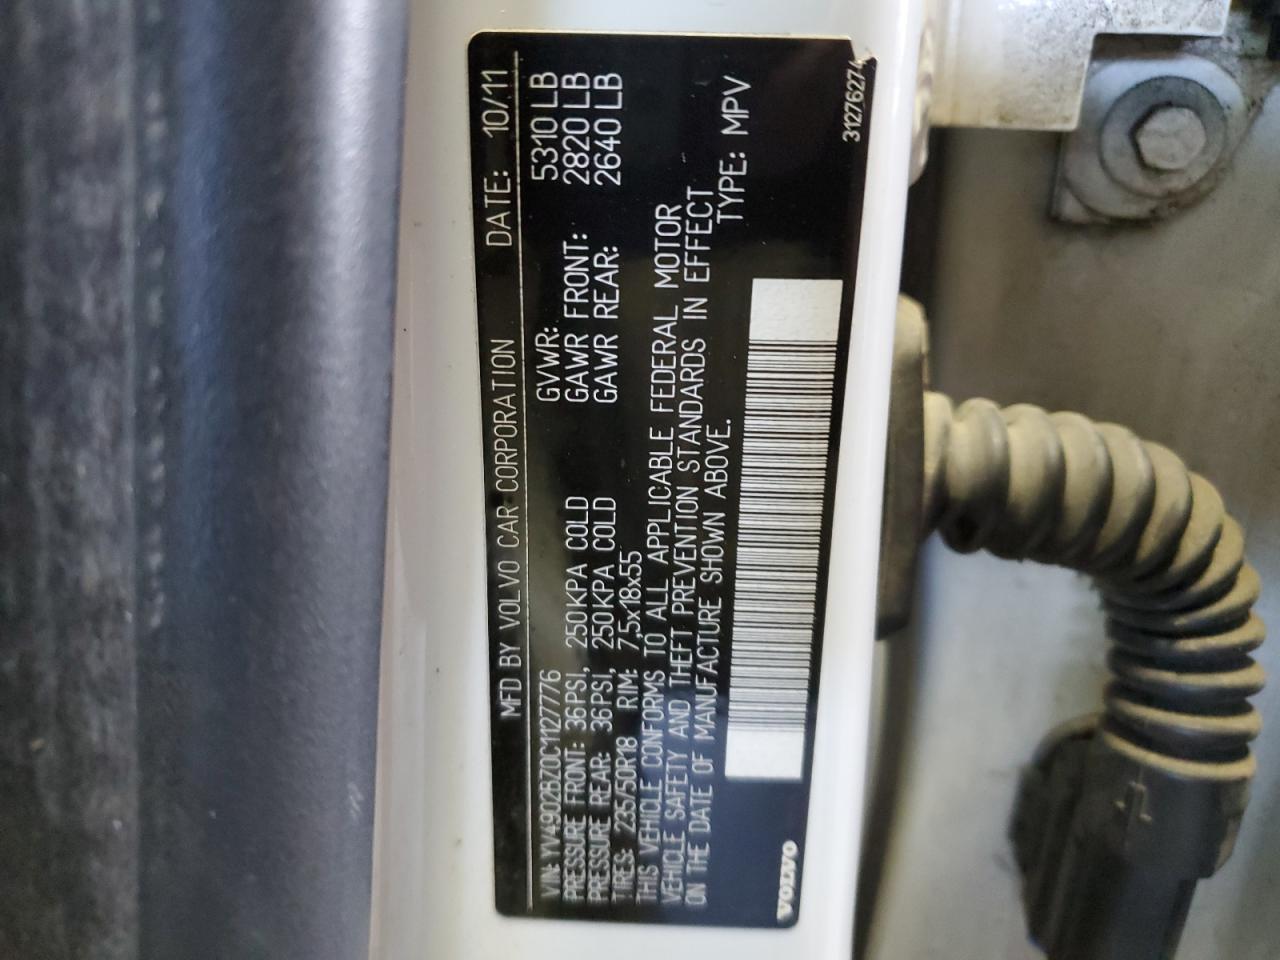 MFD BY VOLVO CAR CORPORATION DATE: 10/11
VIN: YV4902BZ0C1127776 GVWR: 5310 LB
PRESSURE FRONT: 36 PSI, 250 KPA COLD GAWR FRONT: 2820 LB
PRESSURE REAR: 36 PSI, 250 KPA COLD GAWR REAR: 2640 LB
TIRES: 235/50R18 RIM: 7,5x18x55
THIS VEHICLE CONFORMS TO ALL APPLICABLE FEDERAL MOTOR
VEHICLE SAFETY AND THEFT PREVENTION STANDARDS IN EFFECT
ON THE DATE OF MANUFACTURE SHOWN ABOVE. TYPE: MPV
VOLVO 31276274